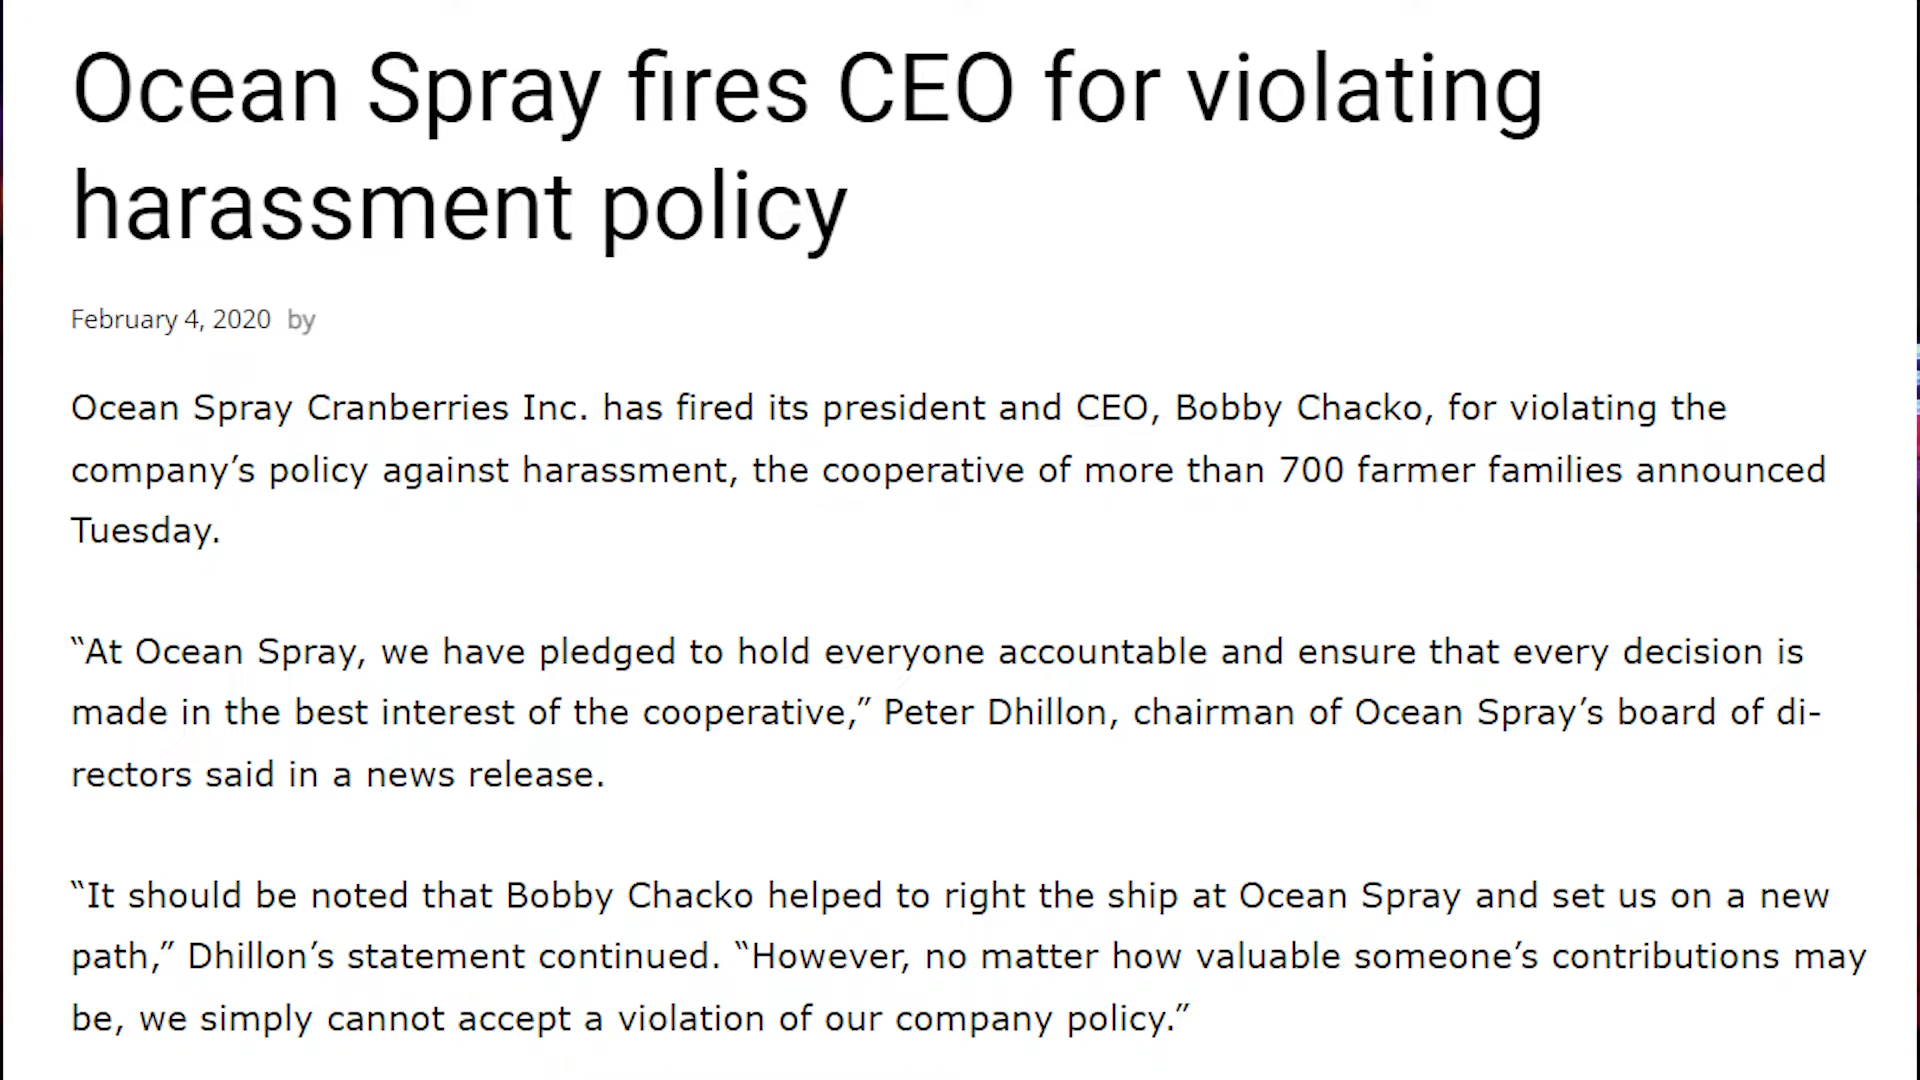 Ocean Spray fires CEO for violating
harassment policy
February 4, 2020 by
Ocean Spray Cranberries Inc. has fired its president and CEO, Bobby Chacko, for violating the
company’s policy against harassment, the cooperative of more than 700 farmer families announced
Tuesday.
“At Ocean Spray, we have pledged to hold everyone accountable and ensure that every decision is
made in the best interest of the cooperative,” Peter Dhillon, chairman of Ocean Spray’s board of di-
rectors said in a news release.
“It should be noted that Bobby Chacko helped to right the ship at Ocean Spray and set us on a new
path,” Dhillon’s statement continued. “However, no matter how valuable someone’s contributions may
be, we simply cannot accept a violation of our company policy.”